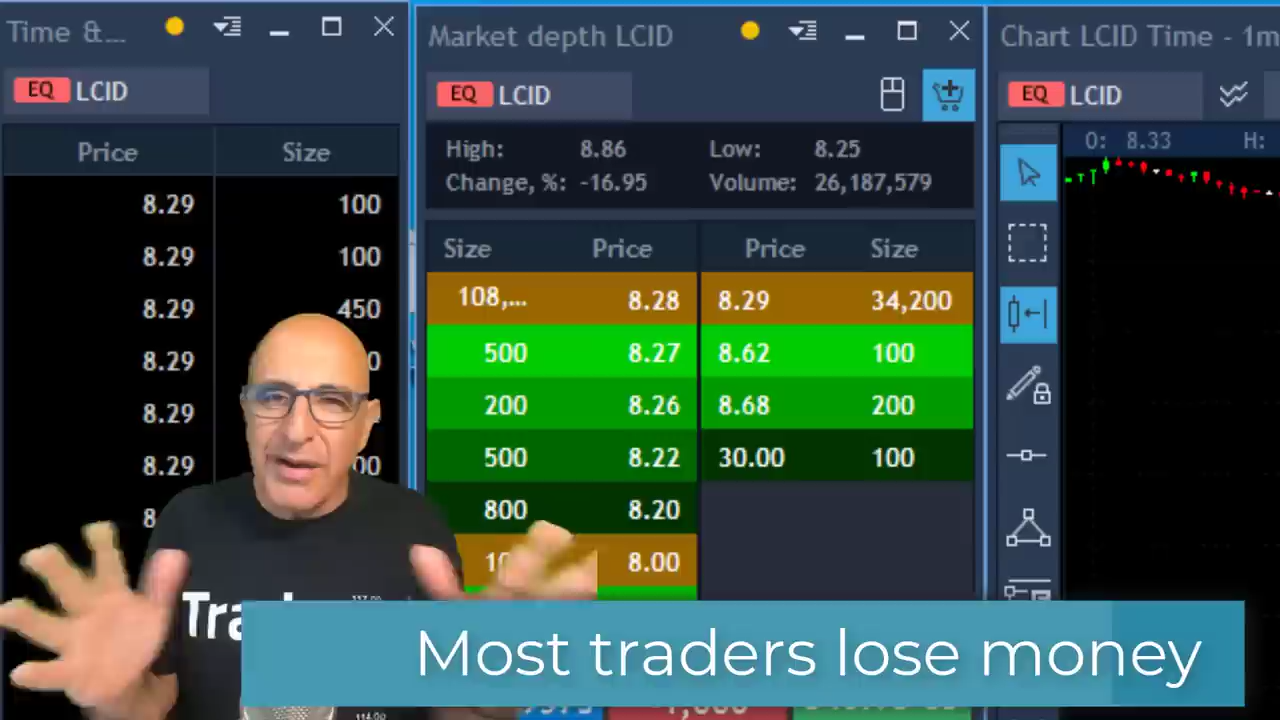 Time &...
EQ LCID
Price Size
8.29 100
8.29 100
8.29 450
8.29
8.29
8.29
Market depth LCID
EQ LCID
High: 8.86 Low: 8.25
Change, %: -16.95 Volume: 26,187,579
Size Price Price Size
108,... 8.28 8.29 34,200
500 8.27 8.62 100
200 8.26 8.68 200
500 8.22 30.00 100
800 8.20
8.00
Chart LCID Time - 1m
EQ LCID
O: 8.33 H:
Most traders lose money